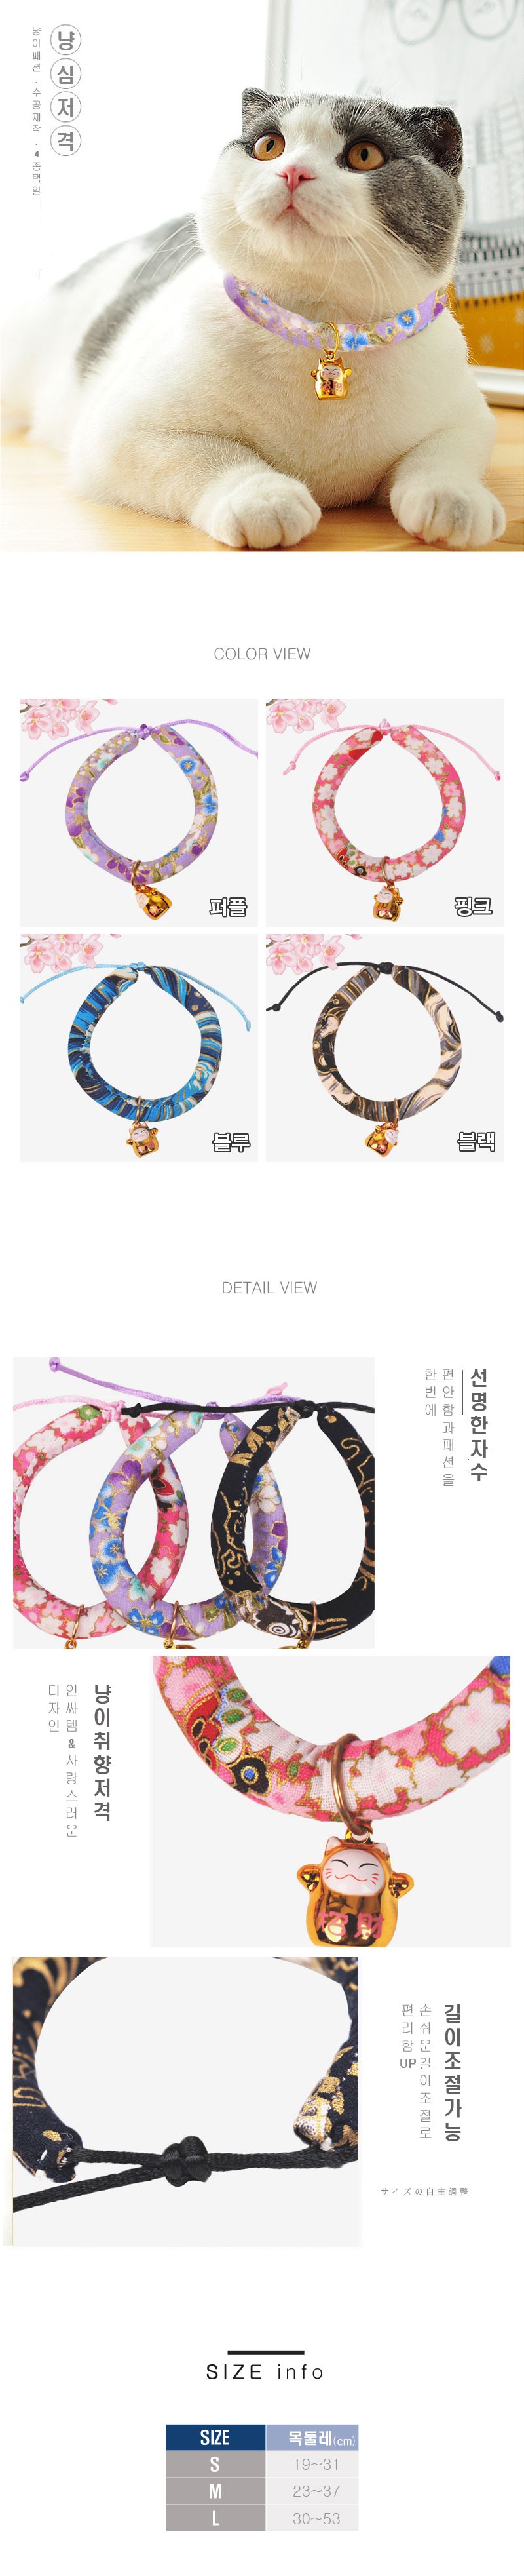 냥심저격
냥이패션·수공제작·4종택일
COLOR VIEW
퍼플
핑크
블루
블랙
DETAIL VIEW
선명한자수
편안함과패션을
한번에
냥이취향저격
인싸템&사랑스러운
디자인
招財
길이조절가능
손쉬운길이조절로
편리함UP
サイズの自主調整
SIZE info
SIZE 목둘레(cm)
S 19~31
M 23~37
L 30~53